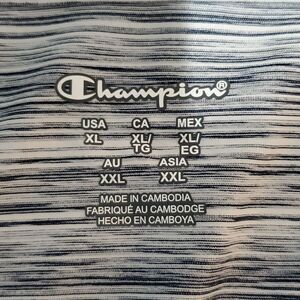 Champion®
USA CA MEX
XL XL/TG XL/EG
AU ASIA
XXL XXL
MADE IN CAMBODIA
FABRIQUÉ AU CAMBODGE
HECHO EN CAMBOYA